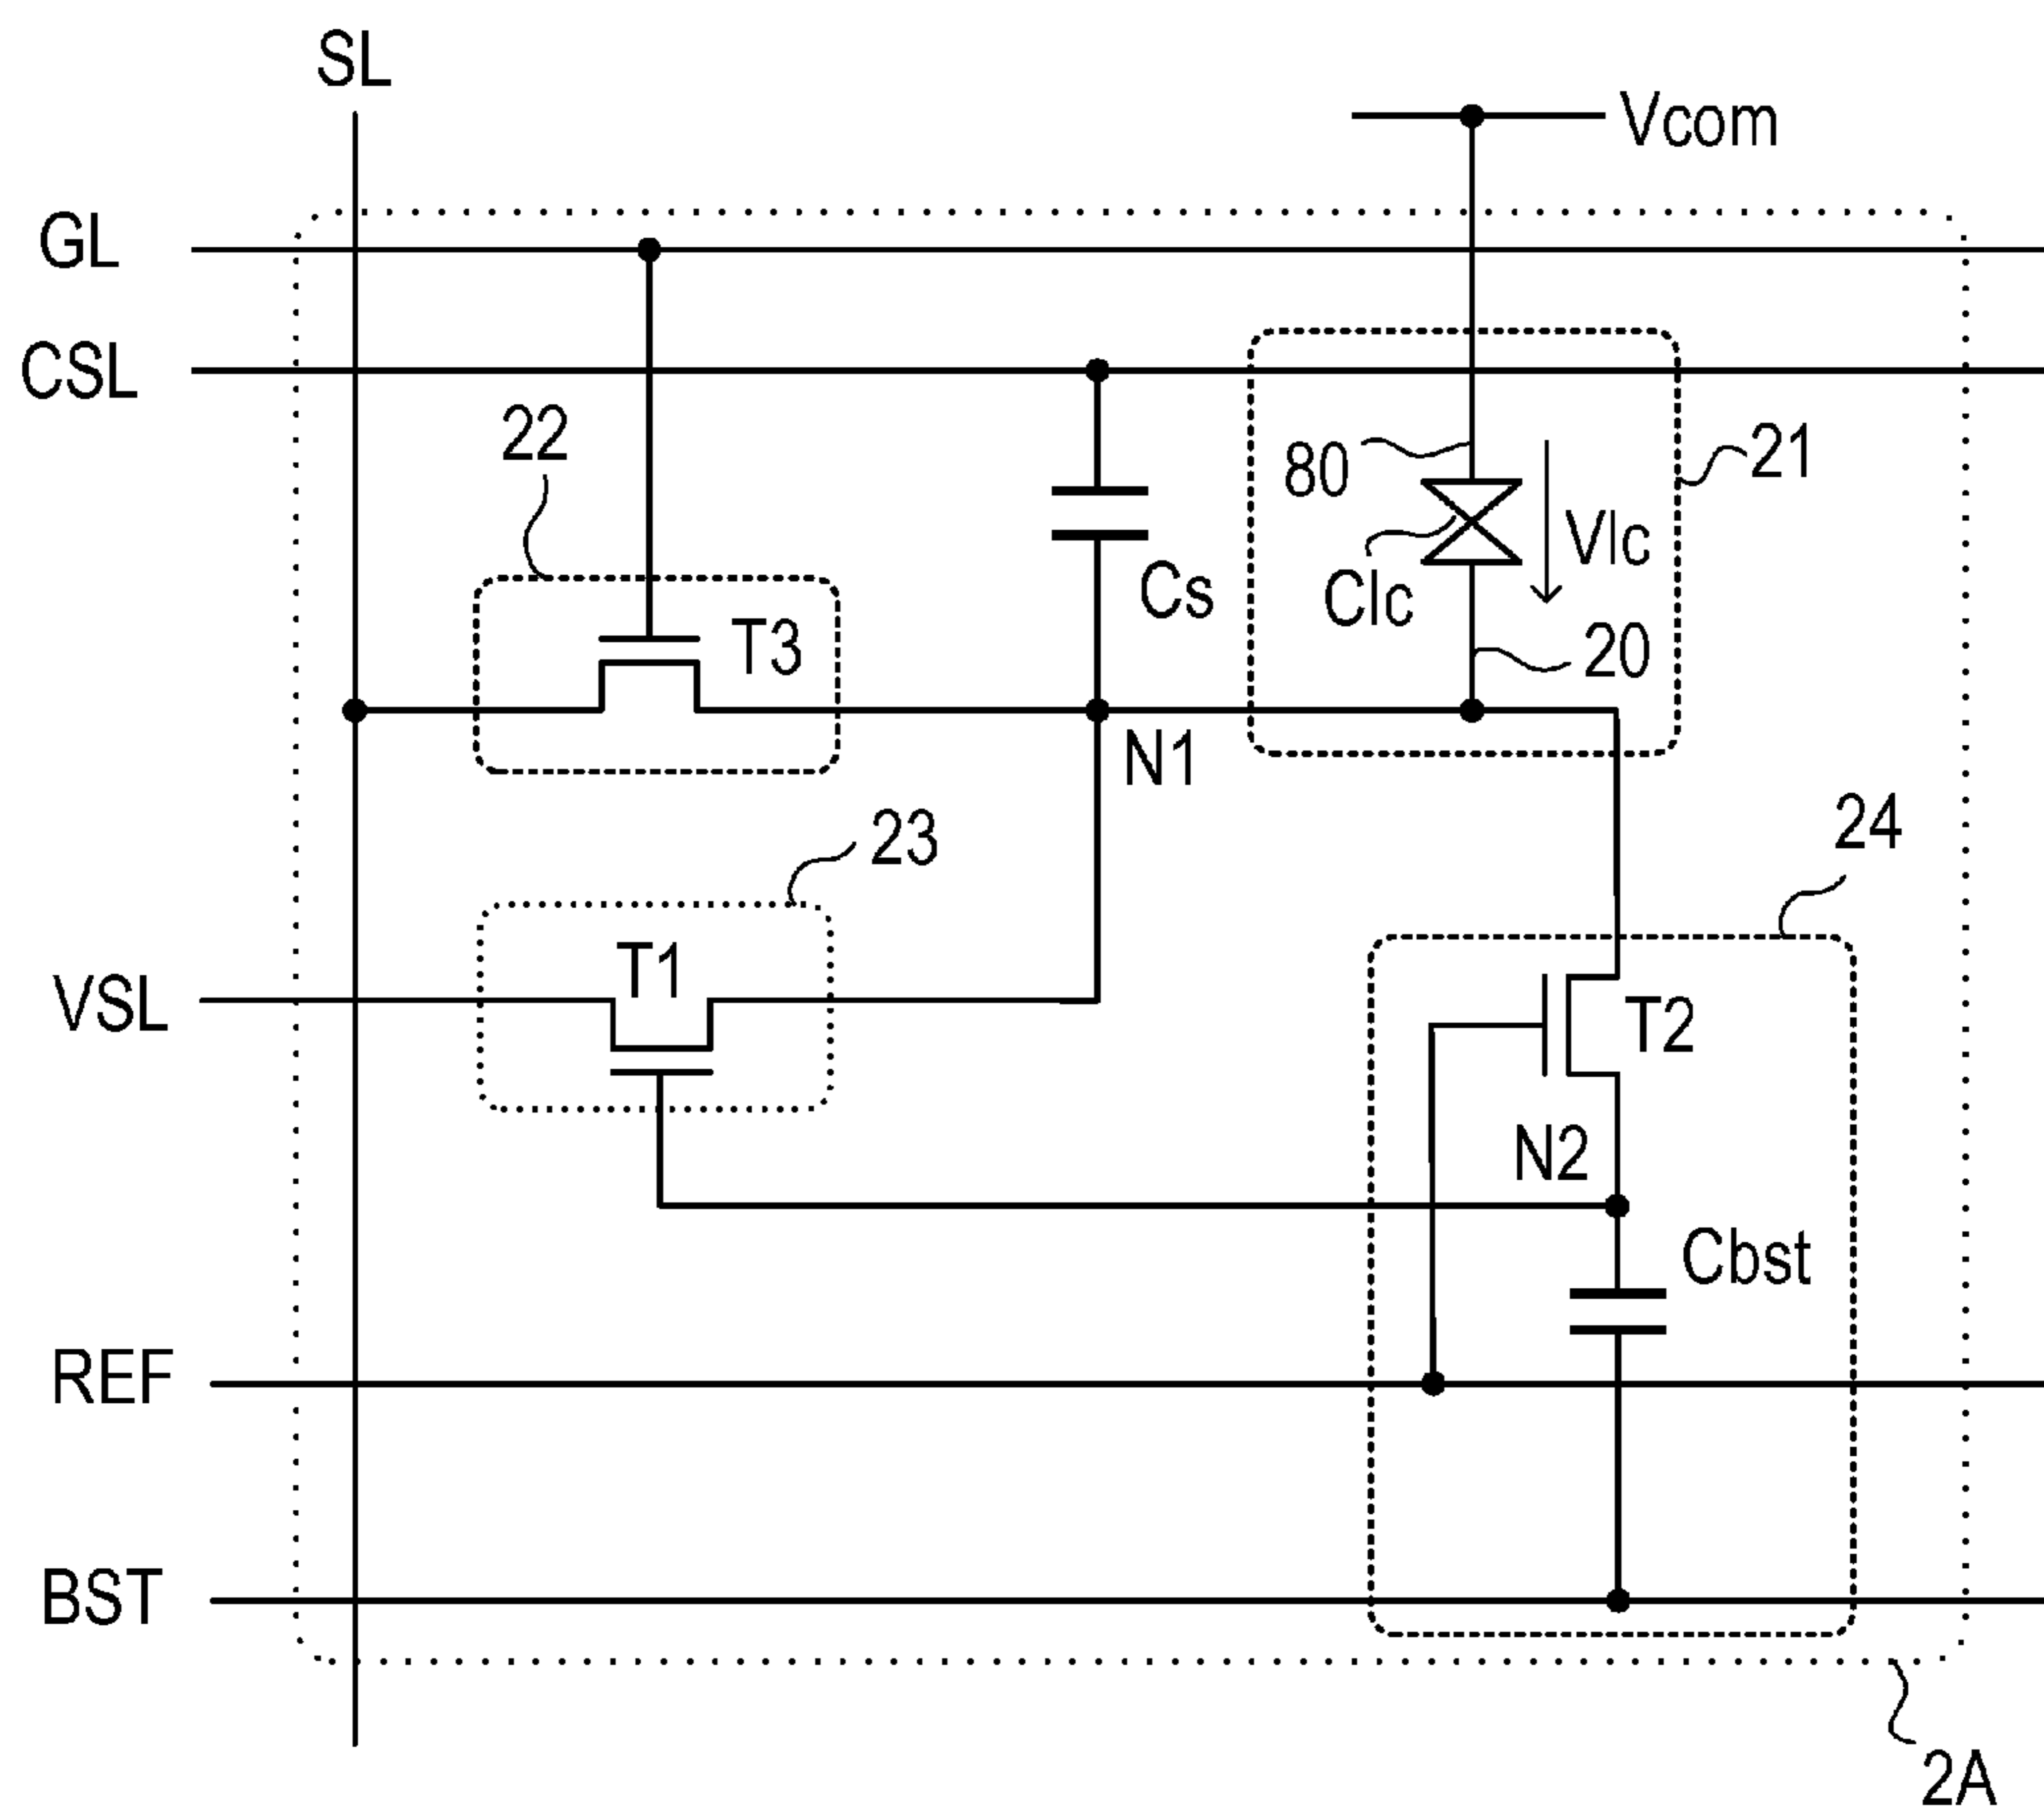 SL
Vcom
GL
CSL
22
80
21
Vlc
Clc
Cs
T3
20
N1
23
24
T1
VSL
T2
N2
Cbst
REF
BST
2A